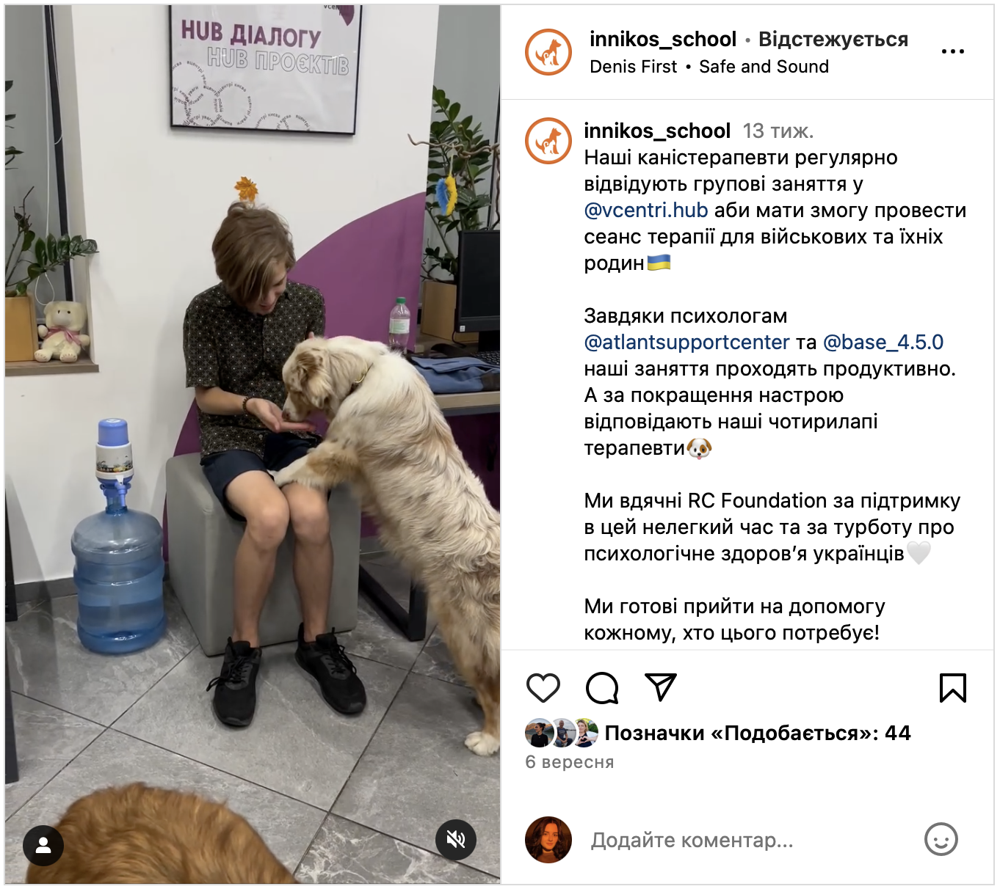 HUB ДІАЛОГУ
HUB ПРОЄКТІВ
innikos_school • Відстежується
Denis First • Safe and Sound
innikos_school 13 тиж.
Наші каністерапевти регулярно
відвідують групові заняття у
@vcentri.hub аби мати змогу провести
сеанс терапії для військових та їхніх
родин🇺🇦
Завдяки психологам
@atlantsupportcenter та @base_4.5.0
наші заняття проходять продуктивно.
А за покращення настрою
відповідають наші чотирилапі
терапевти🐶
Ми вдячні RC Foundation за підтримку
в цей нелегкий час та за турботу про
психологічне здоров’я українців🤍
Ми готові прийти на допомогу
кожному, хто цього потребує!
Позначки «Подобається»: 44
6 вересня
Додайте коментар...